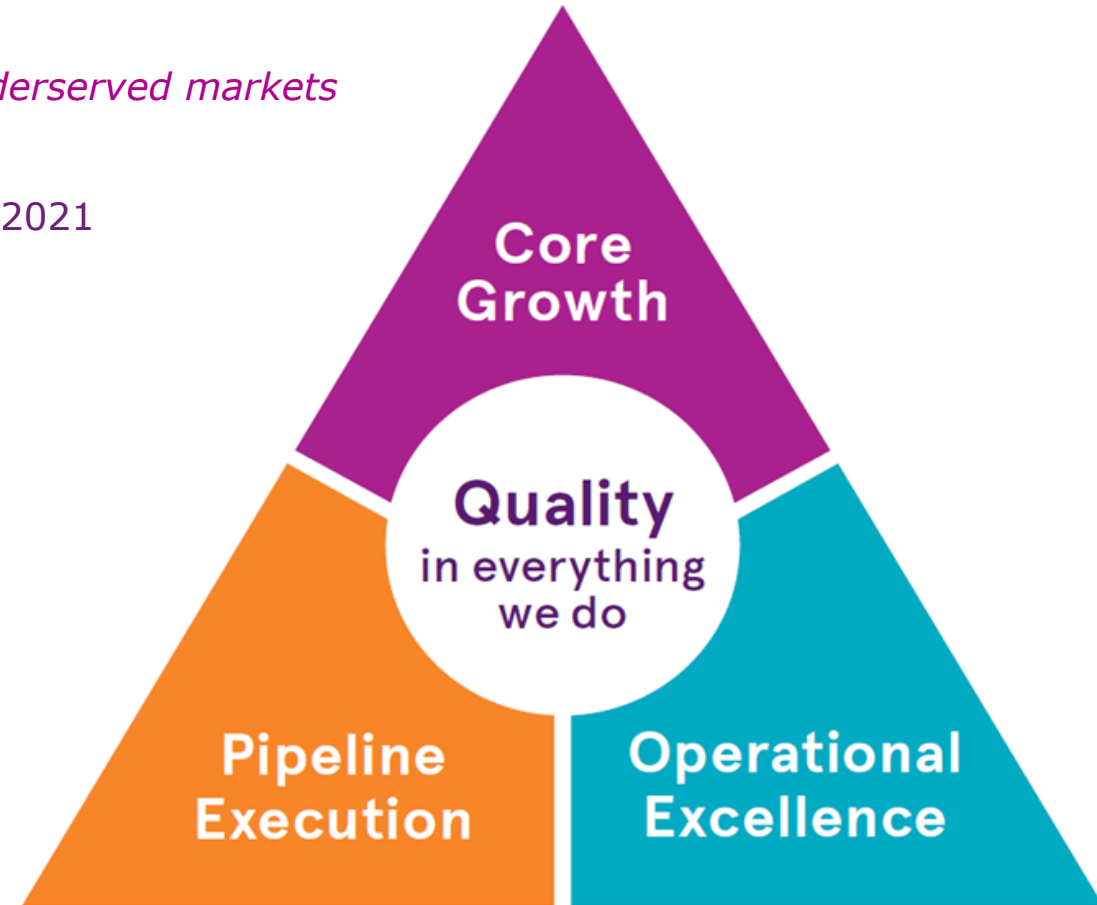 derserved markets
2021
Core
Growth
Quality
in everything
we do
Pipeline
Execution
Operational
Excellence